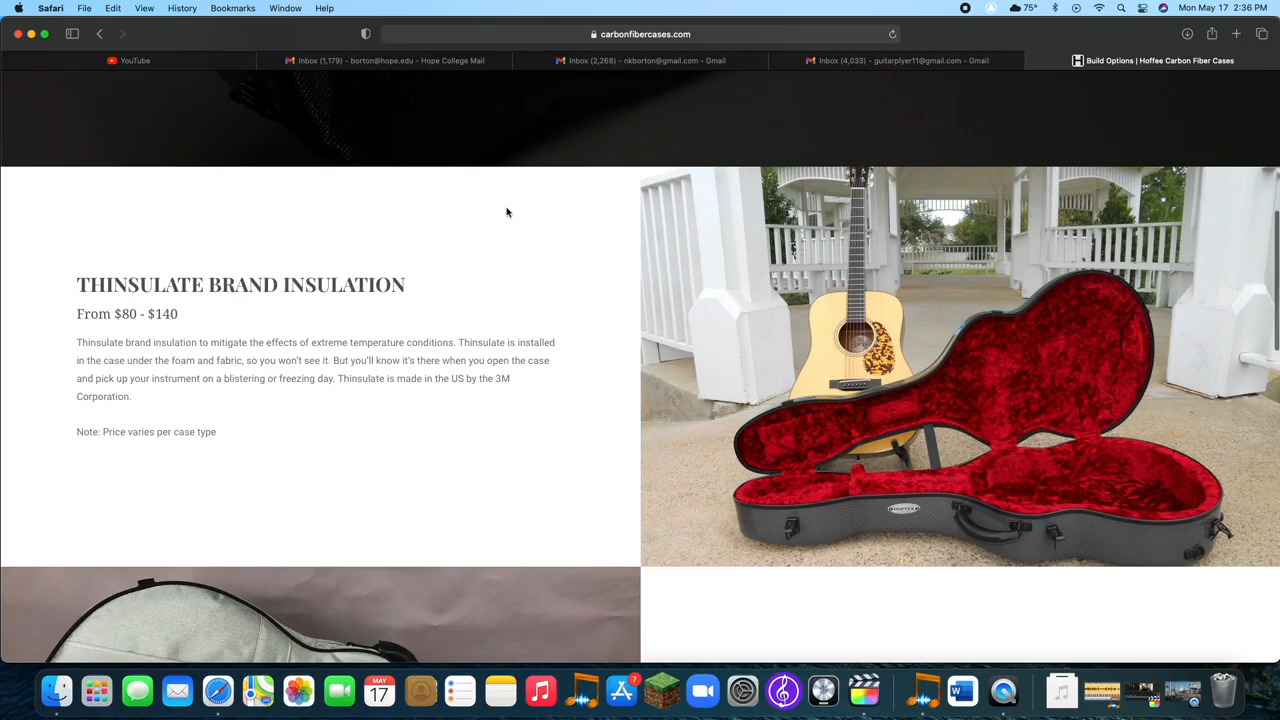 Safari File Edit View History Bookmarks Window Help 75° Mon May 17 2:36 PM
carbonfibercases.com
YouTube
Inbox (1,179) - borton@hope.edu - Hope College Mail
Inbox (2,268) - nkborton@gmail.com - Gmail
Inbox (4,033) - guitarplyer11@gmail.com - Gmail
Build Options | Hoffee Carbon Fiber Cases
THINSULATE BRAND INSULATION
From $80 - $140
Thinsulate brand insulation to mitigate the effects of extreme temperature conditions. Thinsulate is installed
in the case under the foam and fabric, so you won't see it. But you'll know it's there when you open the case
and pick up your instrument on a blistering or freezing day. Thinsulate is made in the US by the 3M
Corporation.
Note: Price varies per case type
HOFFEE
MAY
17
7